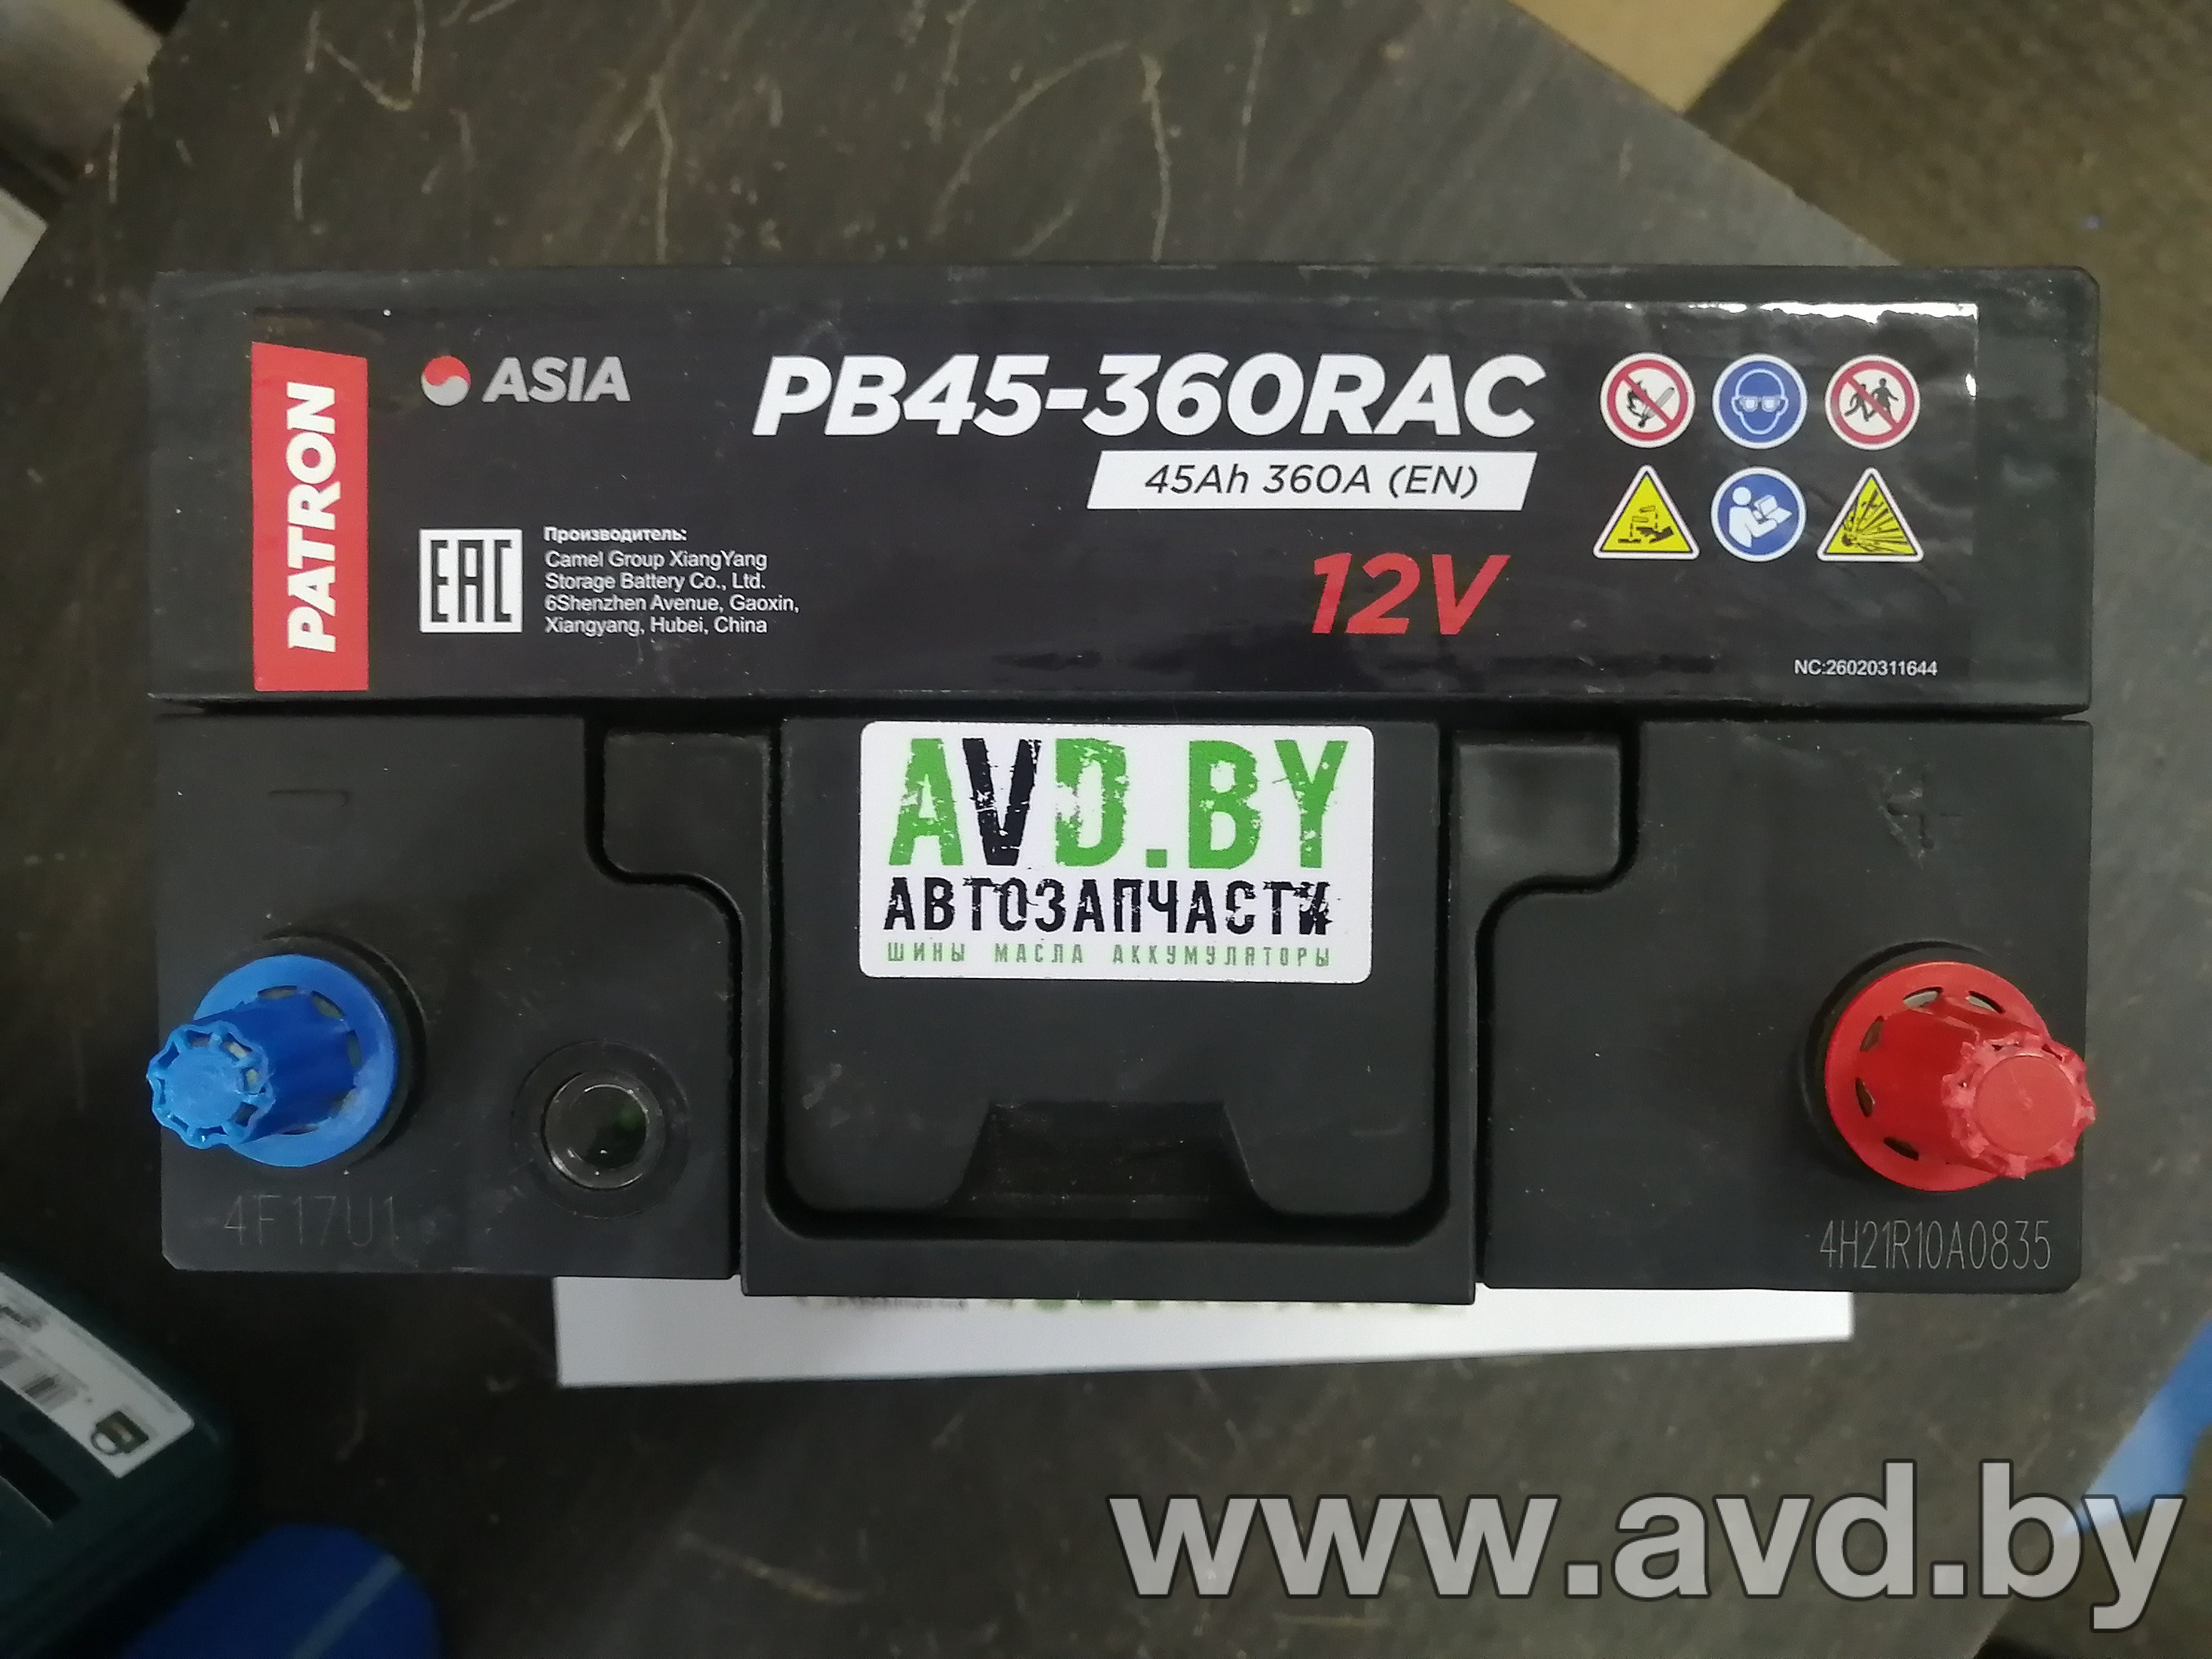 PATRON
ASIA
PB45-360RAC
45Ah 360A (EN)
12V
EAC
Производитель:
Camel Group XiangYang
Storage Battery Co., Ltd.
6Shenzhen Avenue, Gaoxin,
Xiangyang, Hubei, China
NC:26020311644
AVD.BY
АВТОЗАПЧАСТИ
ШИНЫ МАСЛА АККУМУЛЯТОРЫ
4F17U1
4H21R10A0835
www.avd.by